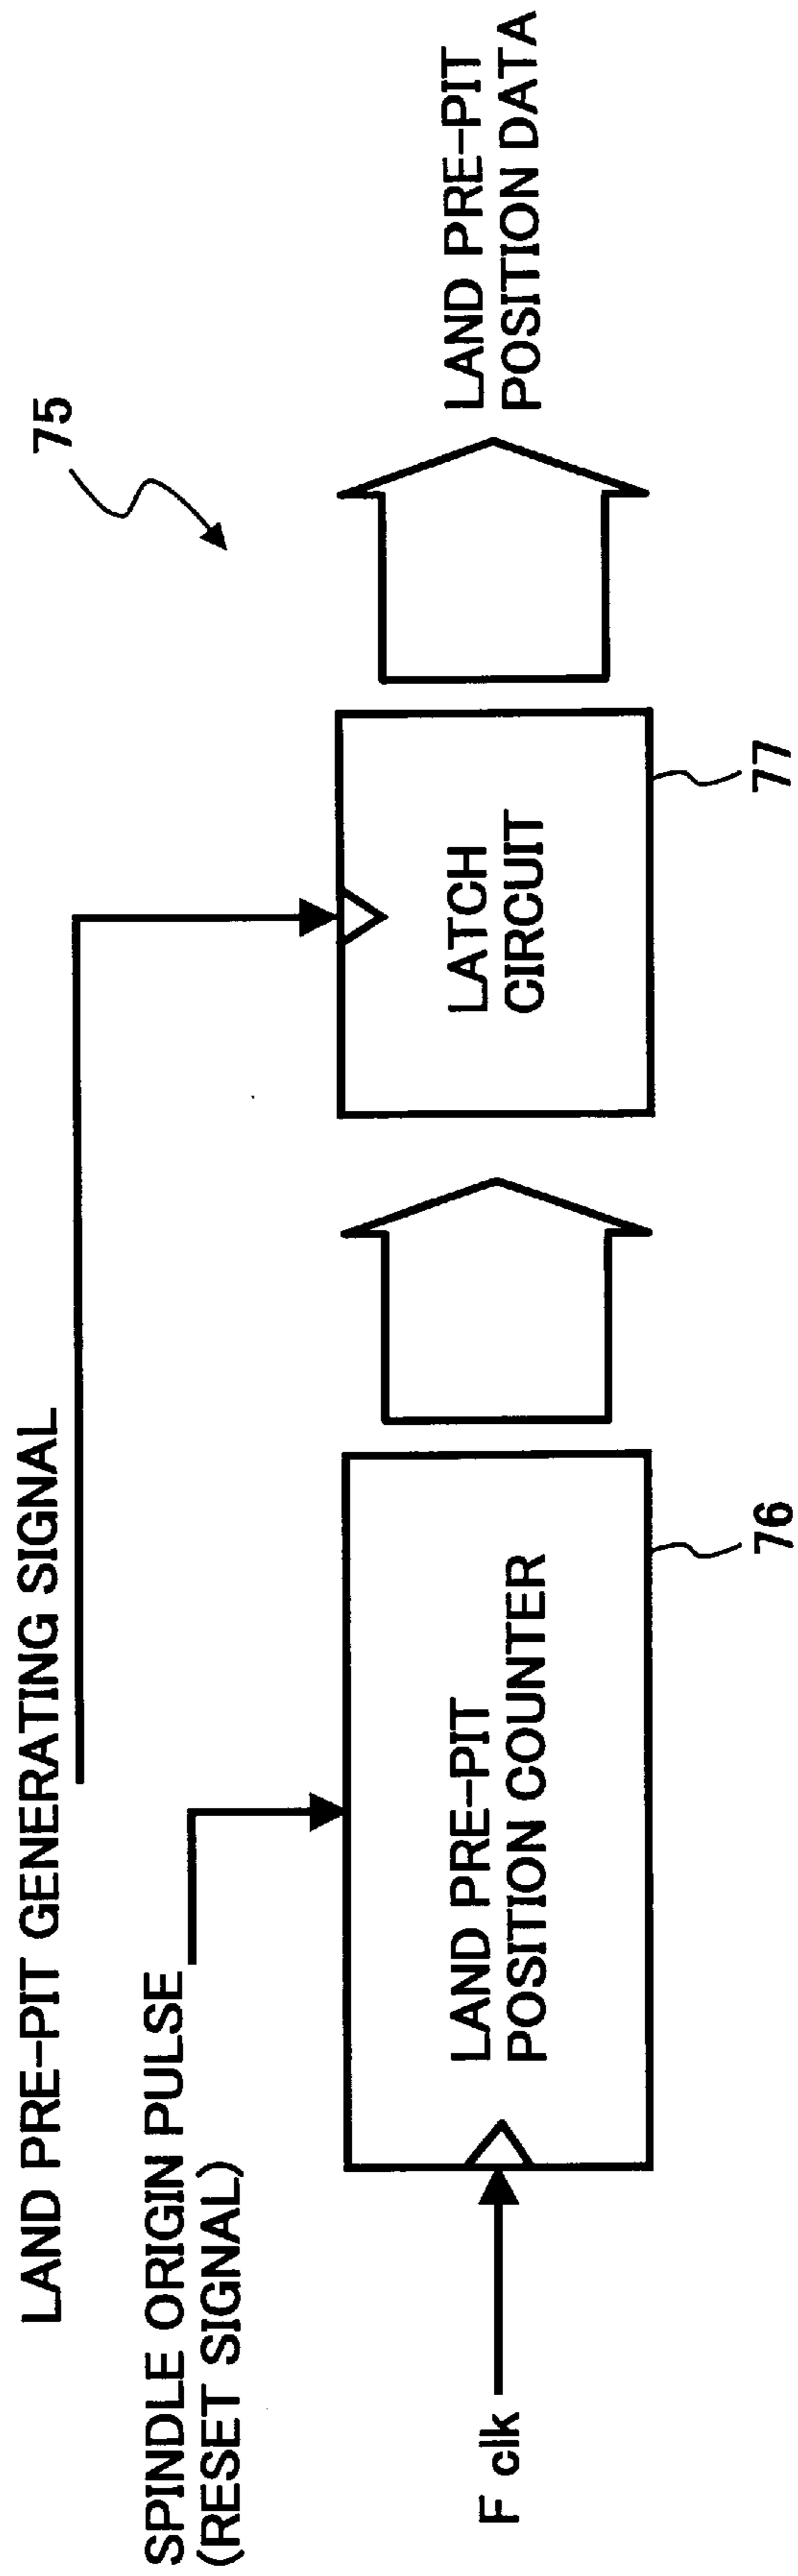 LAND PRE-PIT GENERATING SIGNAL
SPINDLE ORIGIN PULSE
(RESET SIGNAL)
75
F clk
LAND PRE-PIT
POSITION COUNTER
76
LATCH
CIRCUIT
77
LAND PRE-PIT
POSITION DATA